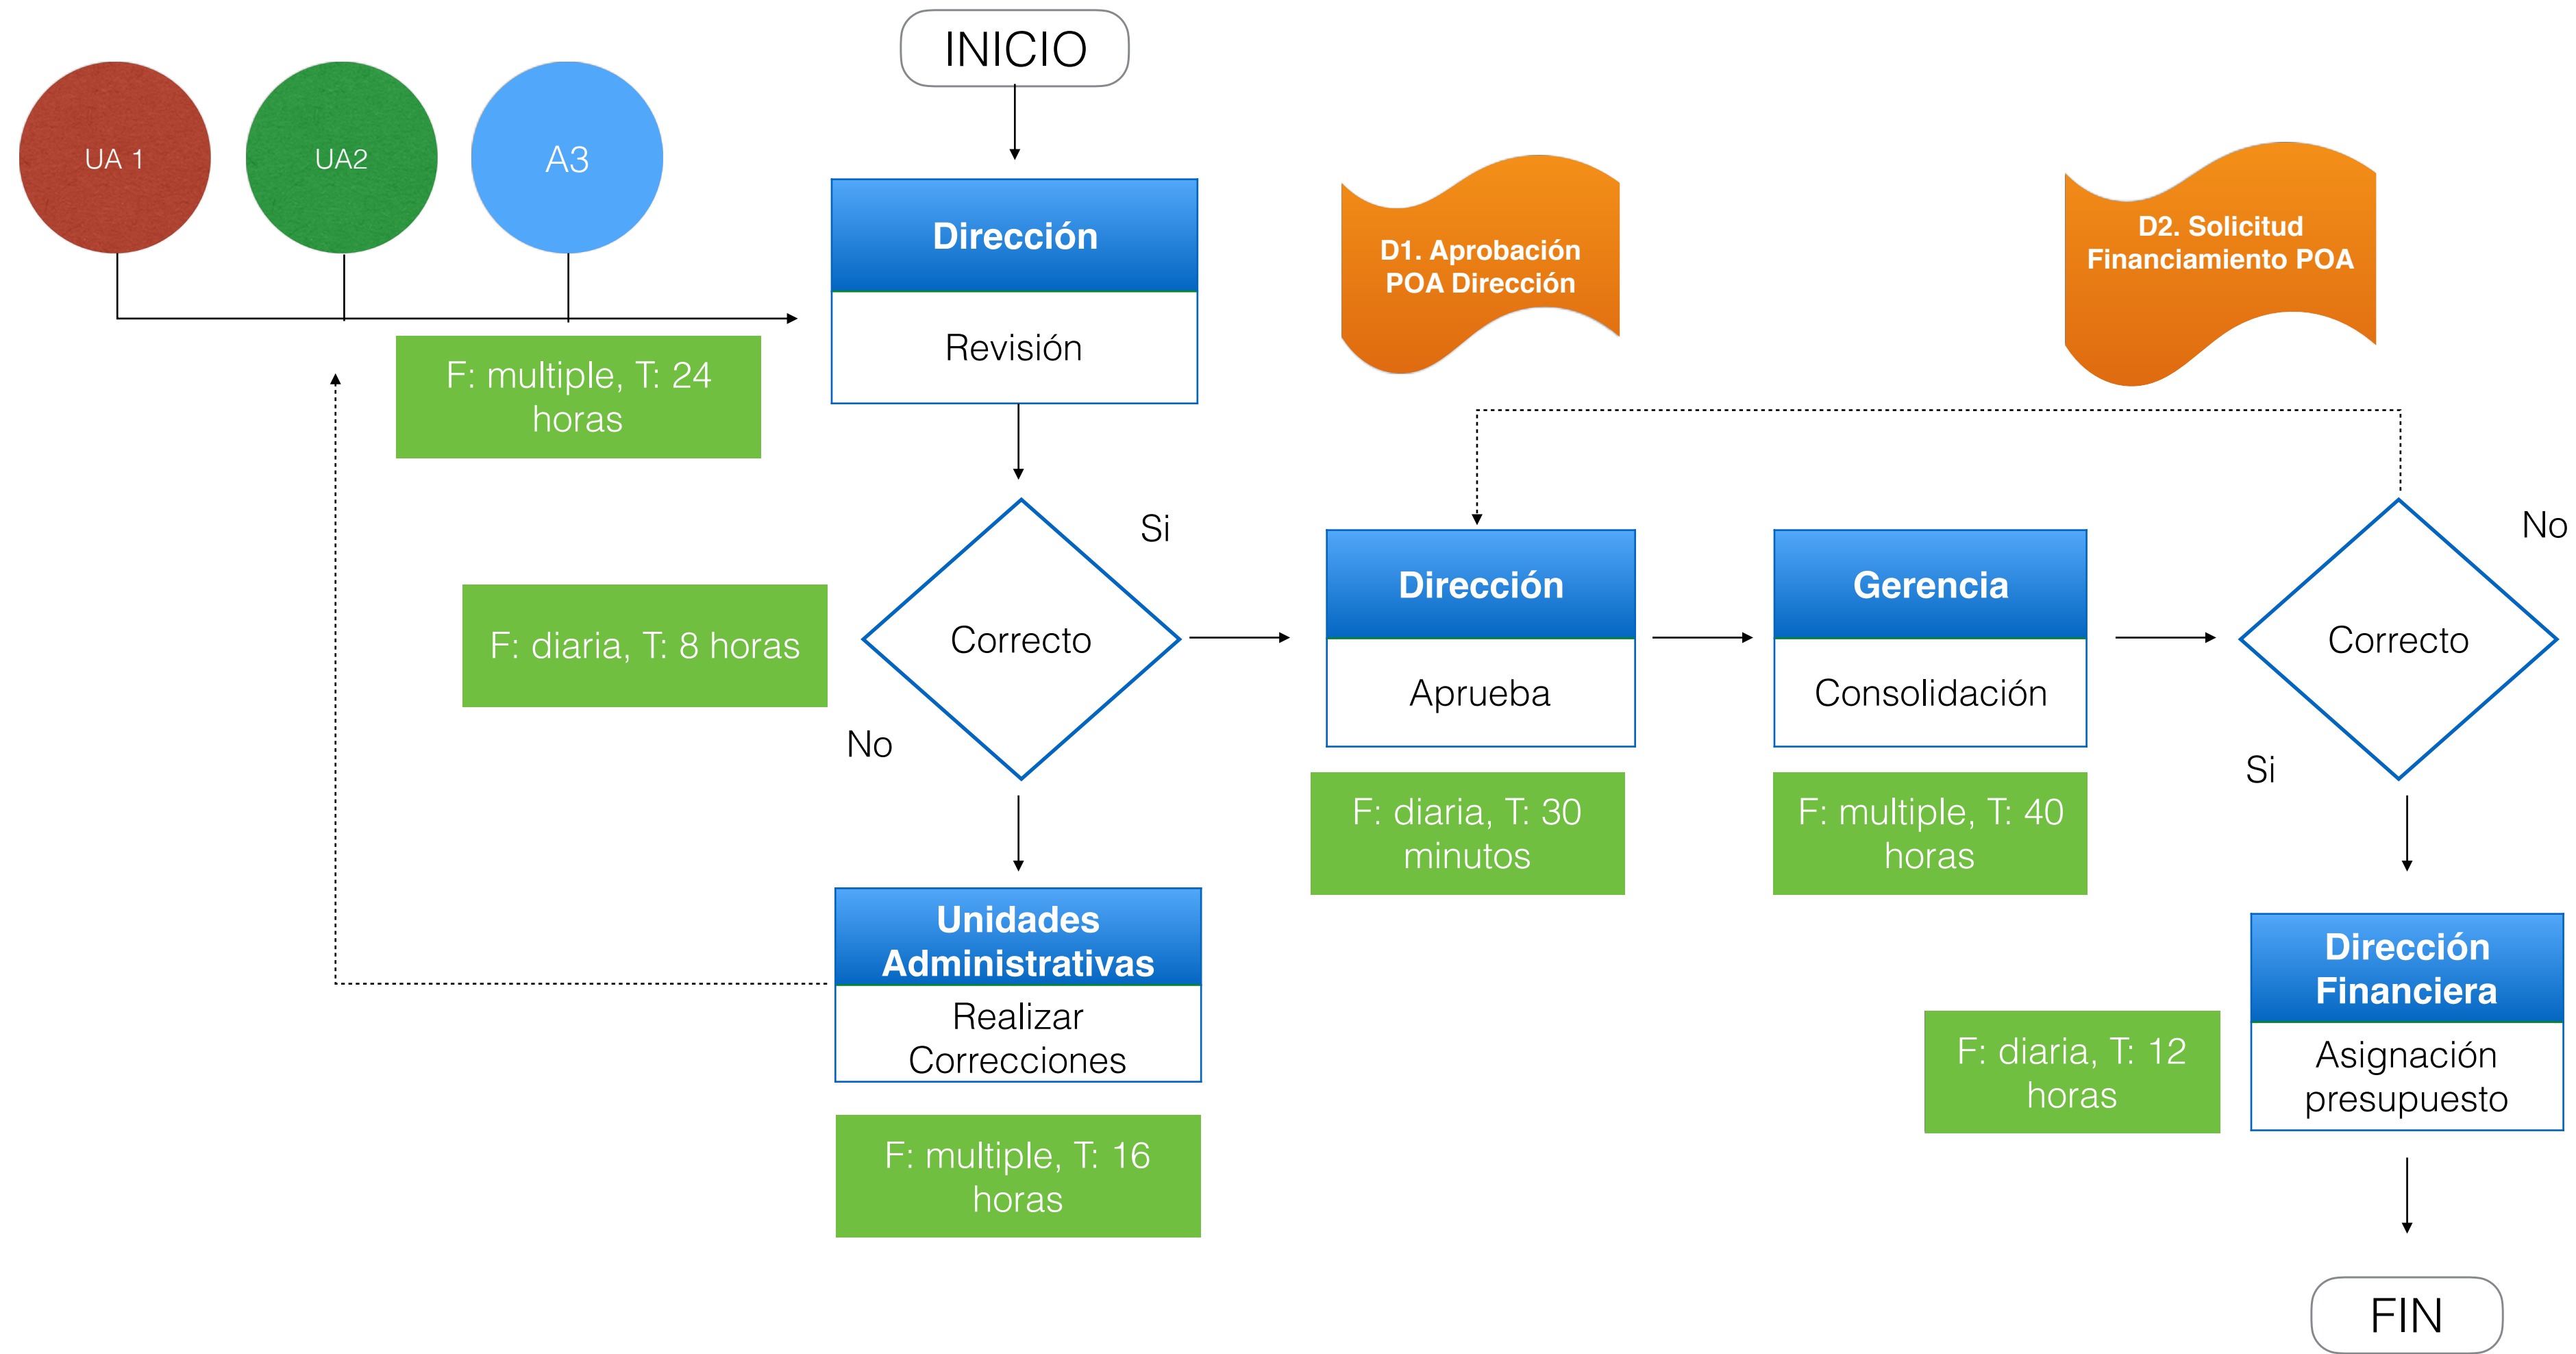 INICIO
UA 1
UA2
A3
Dirección
Revisión
D1. Aprobación
POA Dirección
D2. Solicitud
Financiamiento POA
F: multiple, T: 24
horas
Si
No
F: diaria, T: 8 horas
Correcto
Dirección
Aprueba
Gerencia
Consolidación
Correcto
No
Si
F: diaria, T: 30
minutos
F: multiple, T: 40
horas
Unidades
Administrativas
Realizar
Correcciones
Dirección
Financiera
Asignación
presupuesto
F: diaria, T: 12
horas
F: multiple, T: 16
horas
FIN